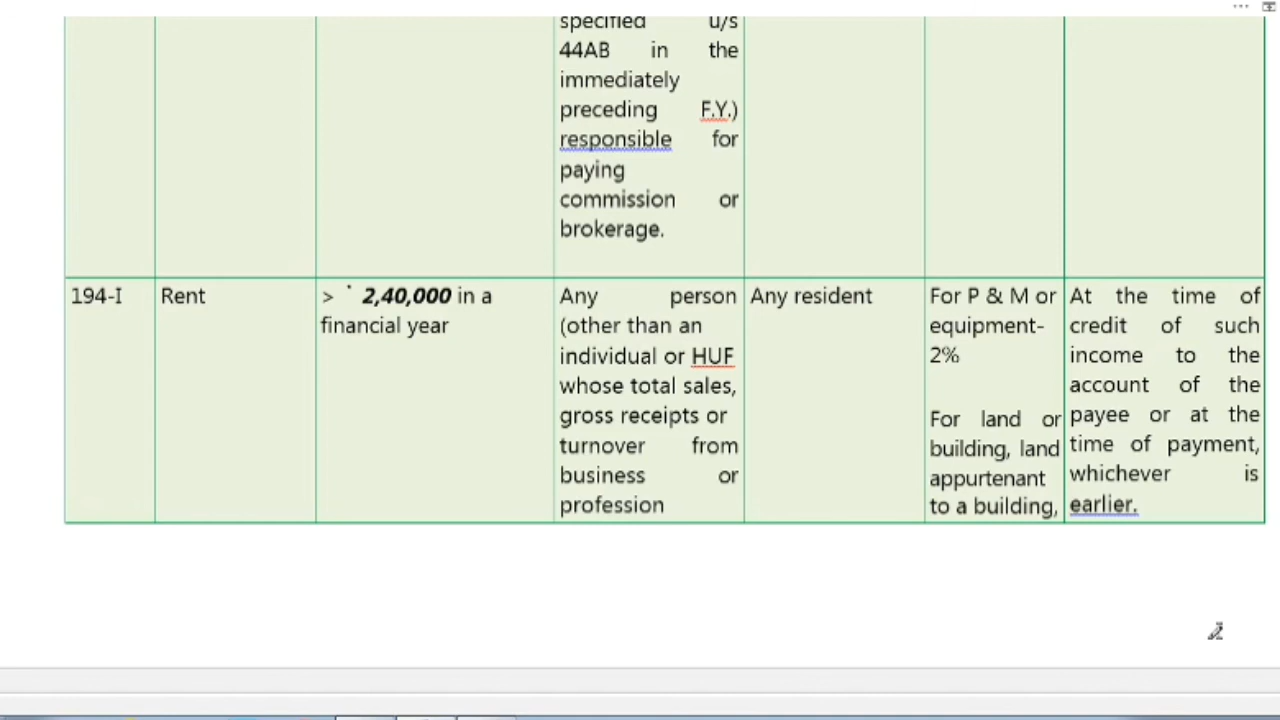 specified u/s
44AB in the
immediately
preceding F.Y.)
responsible for
paying
commission or
brokerage.
194-I
Rent
> ` 2,40,000 in a
financial year
Any person
(other than an
individual or HUF
whose total sales,
gross receipts or
turnover from
business or
profession
Any resident
For P & M or
equipment-
2%
For land or
building, land
appurtenant
to a building,
At the time of
credit of such
income to the
account of the
payee or at the
time of payment,
whichever is
earlier.